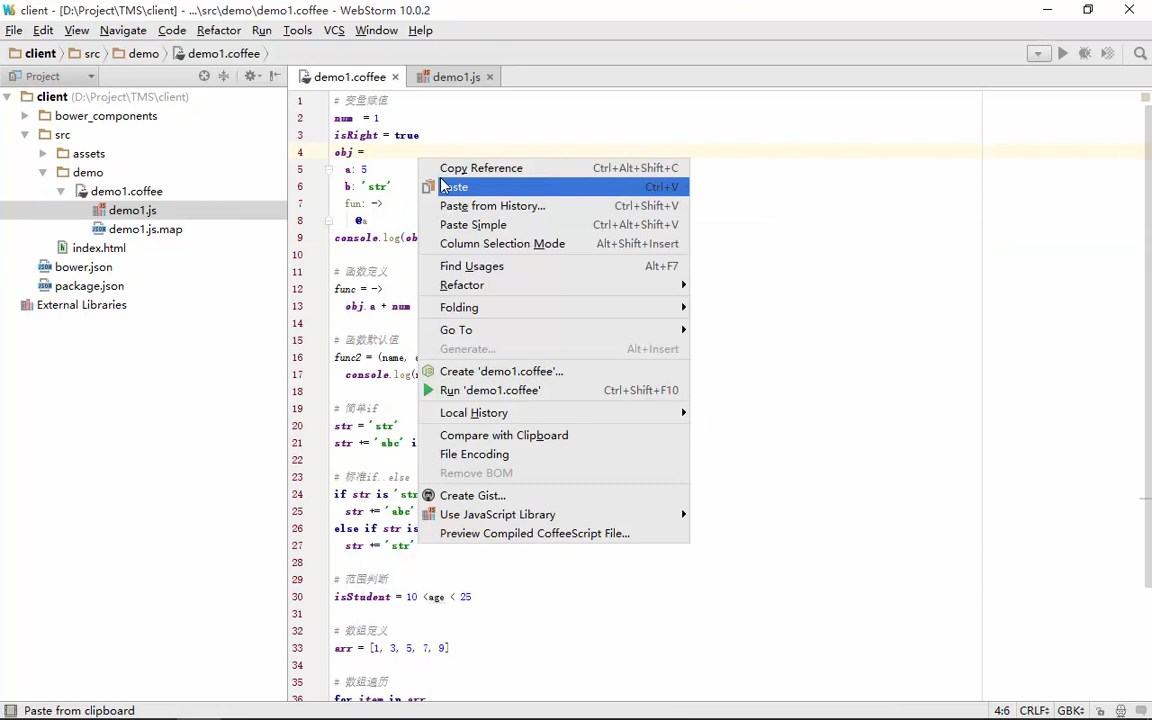 client - [D:\Project\TMS\client] - ...\src\demo\demo1.coffee - WebStorm 10.0.2
File Edit View Navigate Code Refactor Run Tools VCS Window Help
client src demo demo1.coffee
Project
demo1.coffee demo1.js
client (D:\Project\TMS\client)
bower_components
src
assets
demo
demo1.coffee
demo1.js
demo1.js.map
index.html
bower.json
package.json
External Libraries
1 # 变量赋值
2 num = 1
3 isRight = true
4 obj =
5 a: 5
6 b: 'str'
7 fun: ->
8 @a
9 console.log(ob
10
11 # 函数定义
12 func = ->
13 obj.a + num
14
15 # 函数默认值
16 func2 = (name,
17 console.log(
18
19 # 简单if
20 str = 'str'
21 str += 'abc' i
22
23 # 标准if..else
24 if str is 'str
25 str += 'abc'
26 else if str is
27 str += 'str'
28
29 # 范围判断
30 isStudent = 10 <age < 25
31
32 # 数组定义
33 arr = [1, 3, 5, 7, 9]
34
35 # 数组遍历
36 for item in arr
Copy Reference Ctrl+Alt+Shift+C
Paste Ctrl+V
Paste from History... Ctrl+Shift+V
Paste Simple Ctrl+Alt+Shift+V
Column Selection Mode Alt+Shift+Insert
Find Usages Alt+F7
Refactor
Folding
Go To
Generate... Alt+Insert
Create 'demo1.coffee'...
Run 'demo1.coffee' Ctrl+Shift+F10
Local History
Compare with Clipboard
File Encoding
Remove BOM
Create Gist...
Use JavaScript Library
Preview Compiled CoffeeScript File...
Paste from clipboard 4:6 CRLF GBK